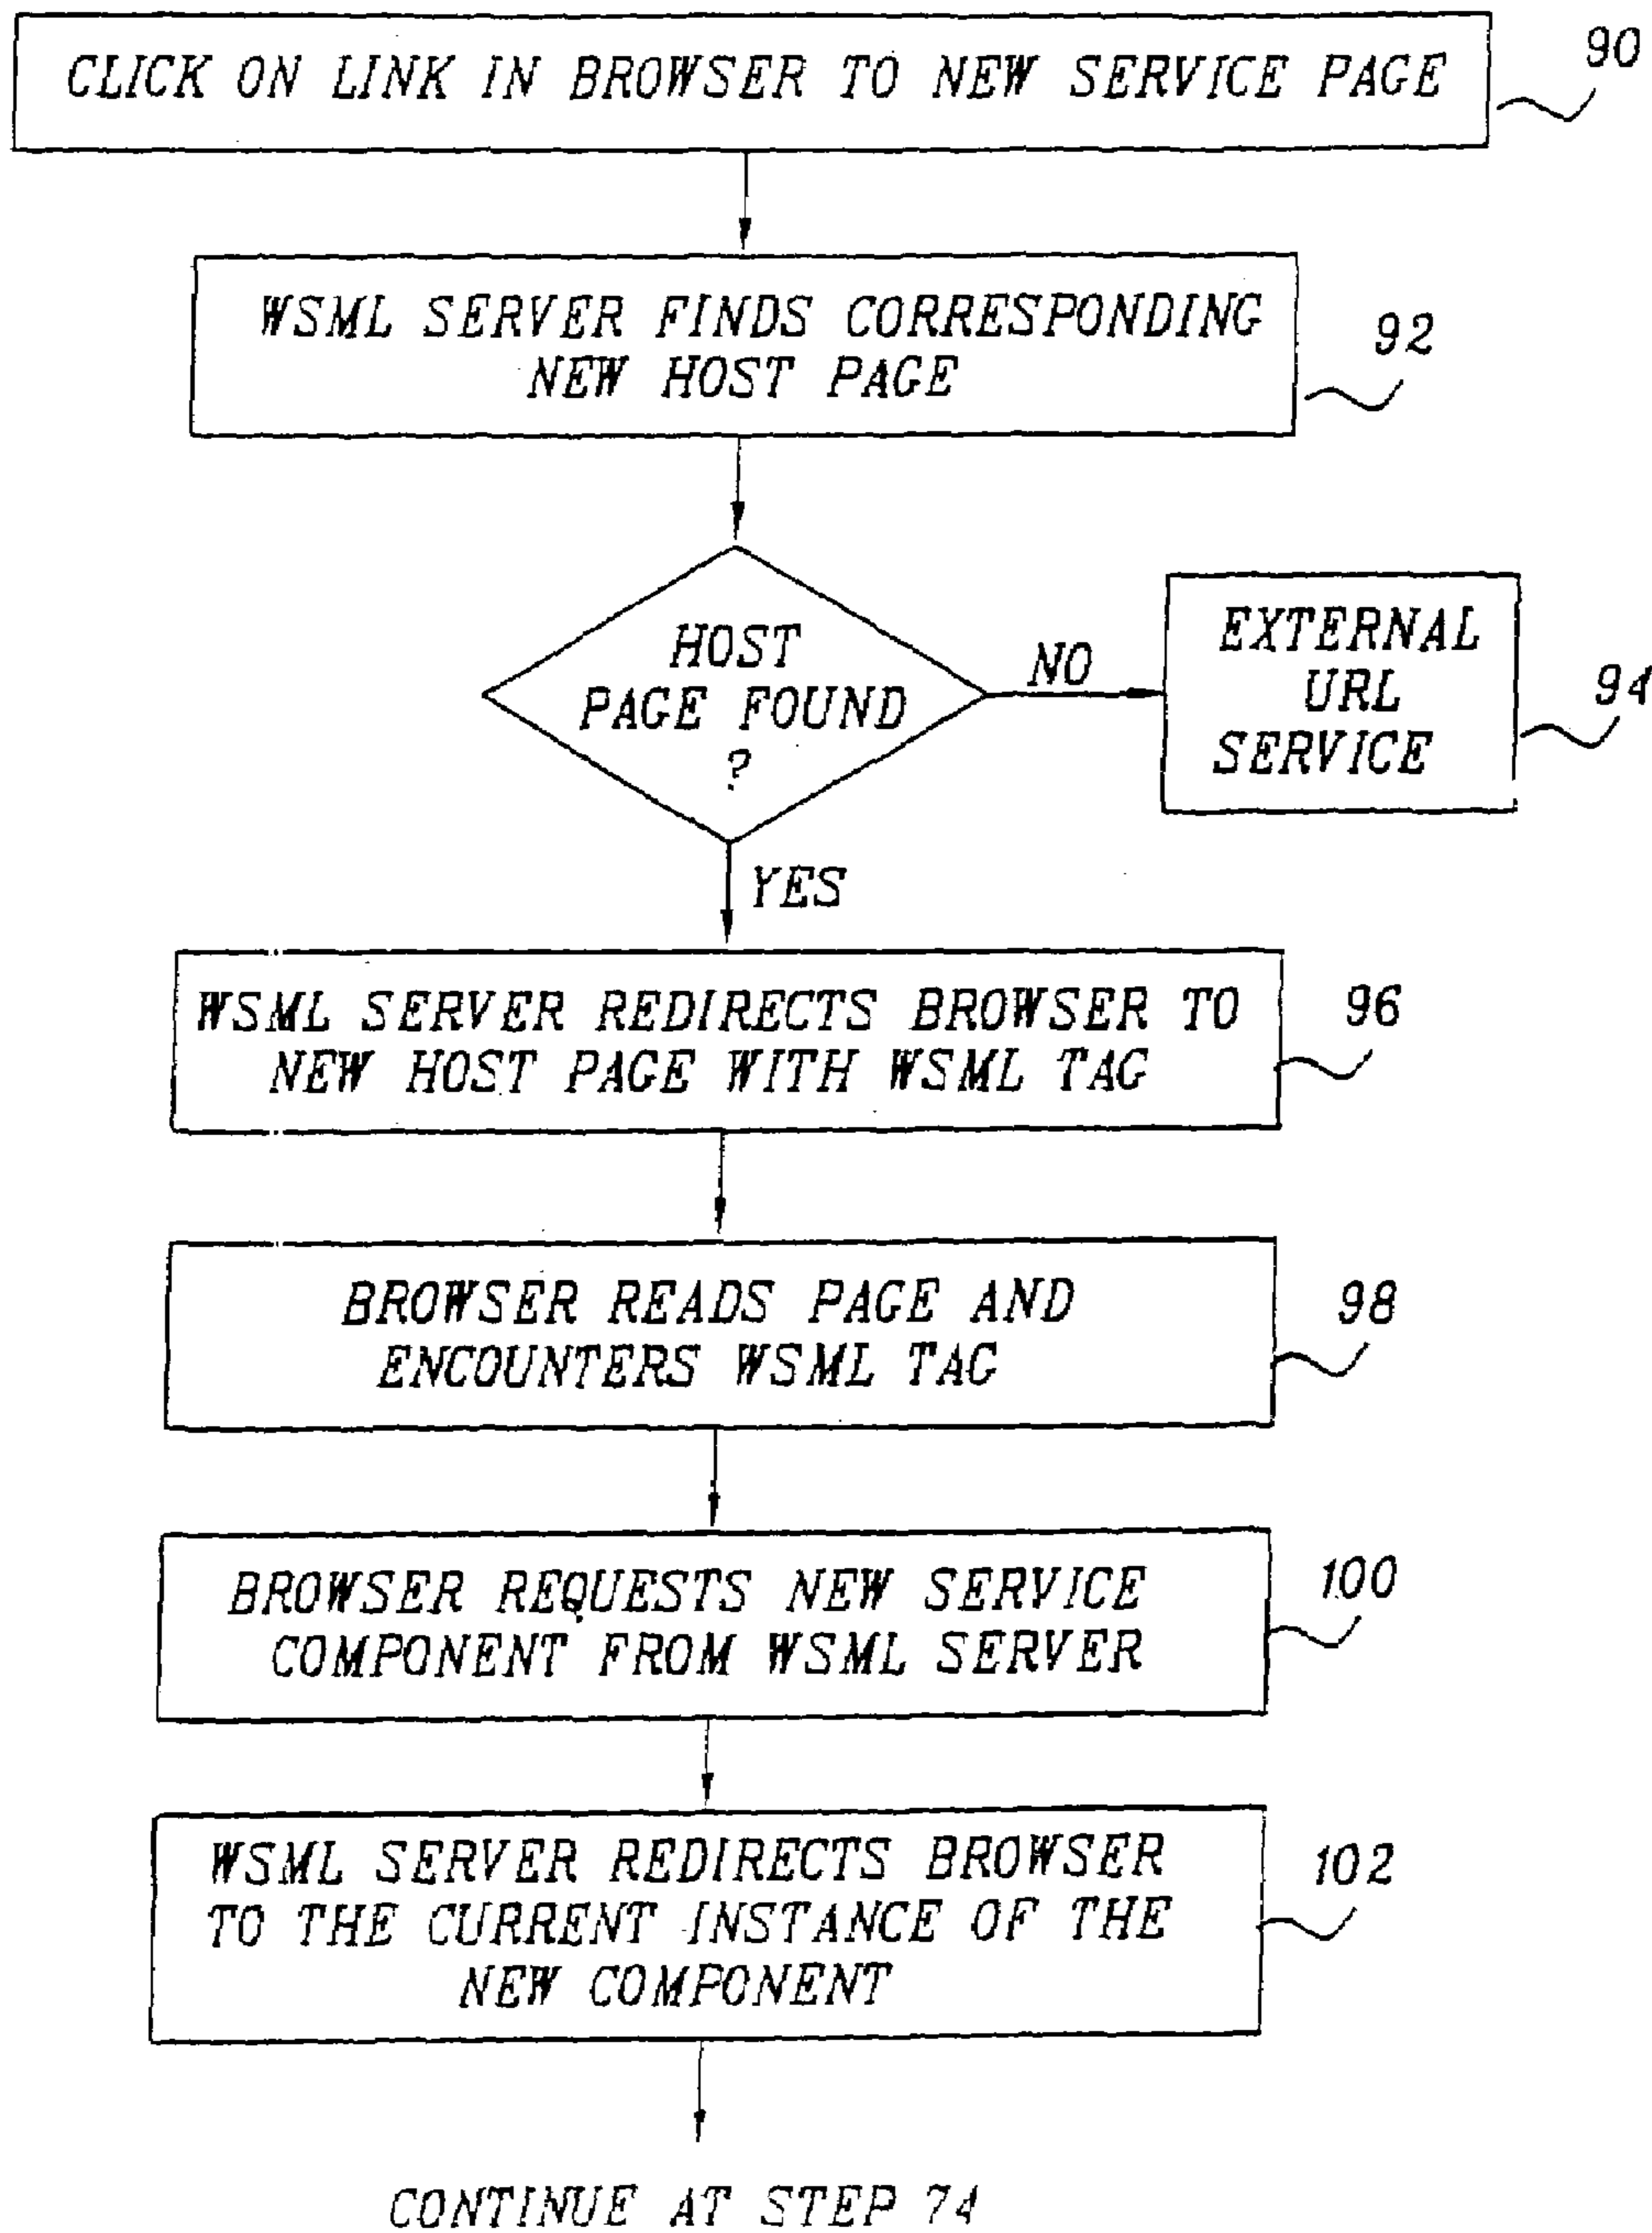 CLICK ON LINK IN BROWSER TO NEW SERVICE PAGE
90
WSML SERVER FINDS CORRESPONDING
NEW HOST PAGE
92
HOST
PAGE FOUND
?
NO
EXTERNAL
URL
SERVICE
94
YES
WSML SERVER REDIRECTS BROWSER TO
NEW HOST PAGE WITH WSML TAG
96
BROWSER READS PAGE AND
ENCOUNTERS WSML TAG
98
BROWSER REQUESTS NEW SERVICE
COMPONENT FROM WSML SERVER
100
WSML SERVER REDIRECTS BROWSER
TO THE CURRENT INSTANCE OF THE
NEW COMPONENT
102
CONTINUE AT STEP 74